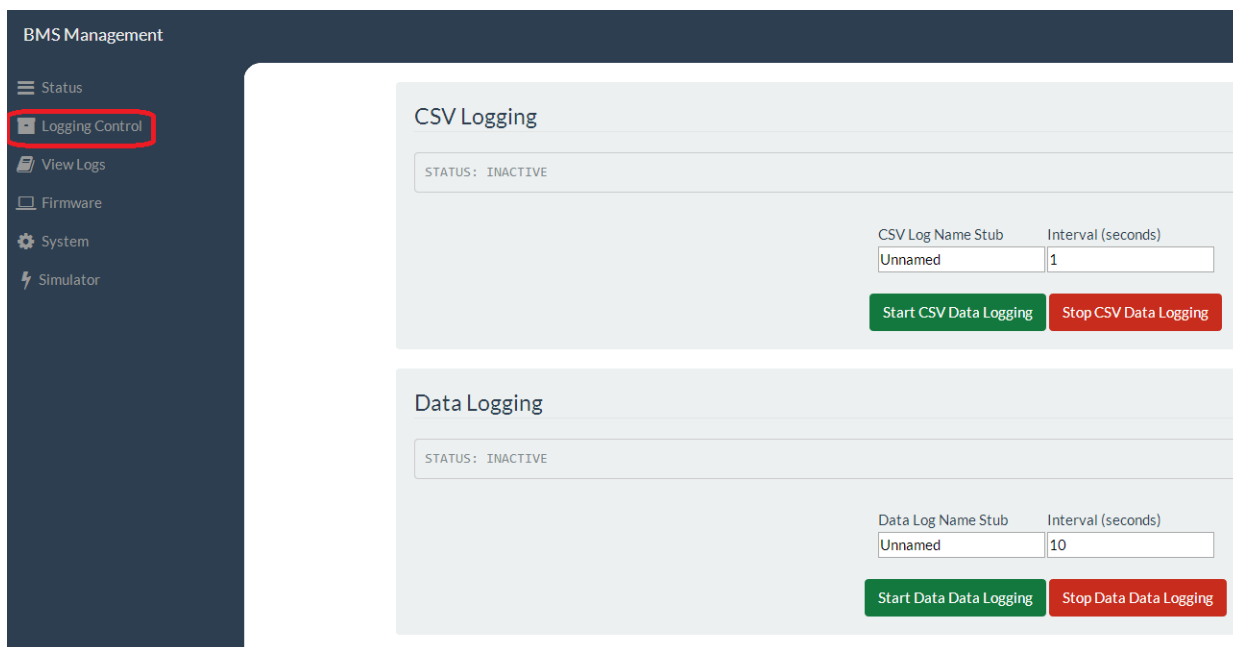 BMS Management
Status
Logging Control
View Logs
Firmware
System
Simulator
CSV Logging
STATUS: INACTIVE
CSV Log Name Stub Interval (seconds)
Unnamed 1
Start CSV Data Logging Stop CSV Data Logging
Data Logging
STATUS: INACTIVE
Data Log Name Stub Interval (seconds)
Unnamed 10
Start Data Data Logging Stop Data Data Logging